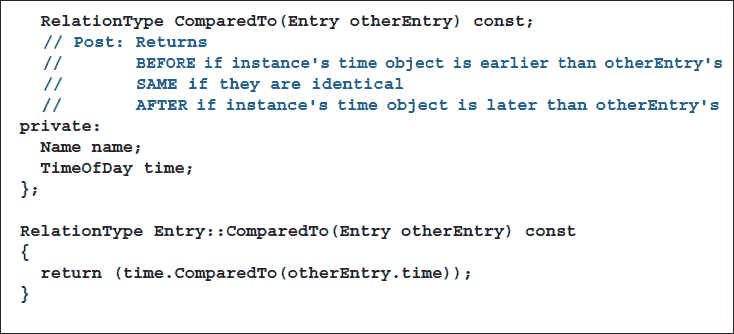 RelationType ComparedTo(Entry otherEntry) const;
// Post: Returns
// BEFORE if instance's time object is earlier than otherEntry's
// SAME if they are identical
// AFTER if instance's time object is later than otherEntry's
private:
Name name;
TimeOfDay time;
};
RelationType Entry::ComparedTo(Entry otherEntry) const
{
return (time.ComparedTo(otherEntry.time));
}